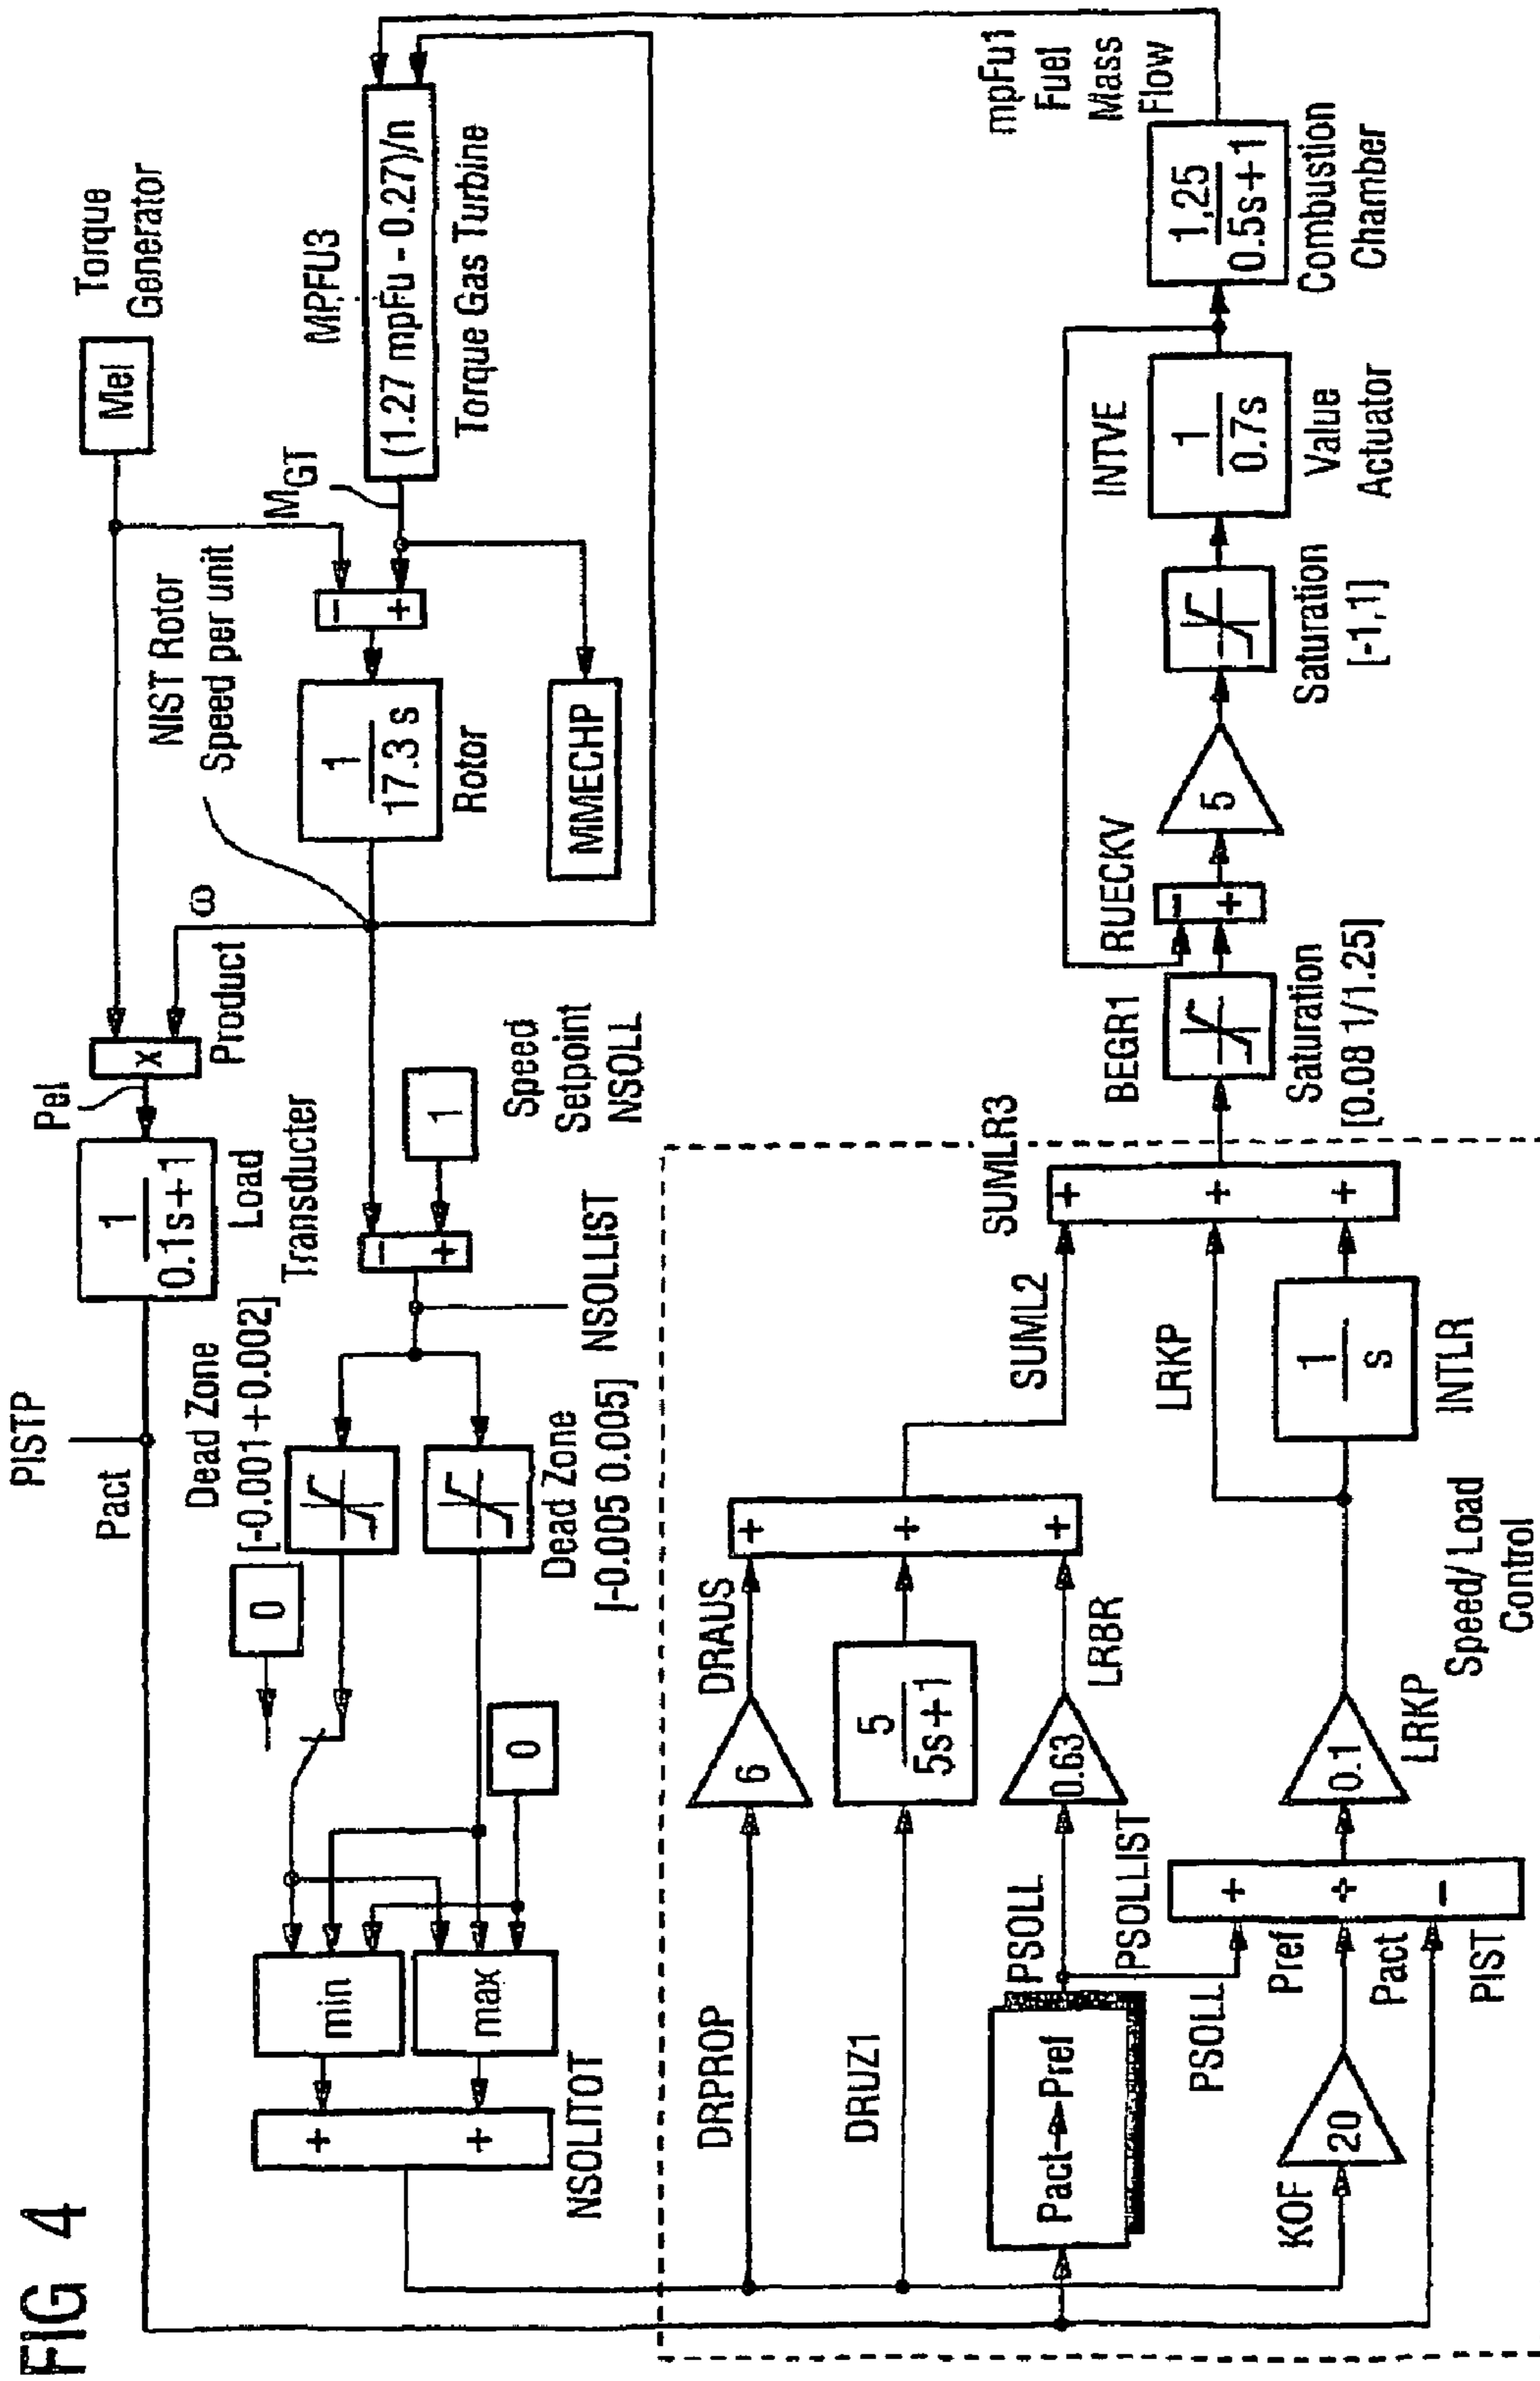 FIG 4
PISTP
Pact
Pel
1
0.1s+1
Load
Transducter
x
Product
ω
Torque
Generator
Mel
NIST Rotor
Speed per unit
MGT
-
+
1
17.3 s
Rotor
MMECHP
MPFU3
(1.27 mpFu - 0.27)/n
Torque Gas Turbine
Dead Zone
[-0.001+0.002]
0
Dead Zone
[-0.005 0.005]
0
NSOLLIST
-
+
1
Speed
Setpoint
NSOLL
min
max
+
+
NSOLITOT
DRPROP
6
DRAUS
DRUZ1
5
5s+1
Pact Pref
PSOLL
PSOLLIST
0.63
LRBR
+
+
+
SUML2
PSOLL
KOF
20
Pref
Pact
PIST
+
+
-
0.1
LRKP
Speed/Load
Control
LRKP
1
s
INTLR
SUMLR3
+
+
+
BEGR1
Saturation
[0.08 1/1.25]
RUECKV
-
+
5
Saturation
[-1,1]
INTVE
1
0.7s
Value
Actuator
1,25
0.5s+1
Combustion
Chamber
mpFu1
Fuel
Mass
Flow